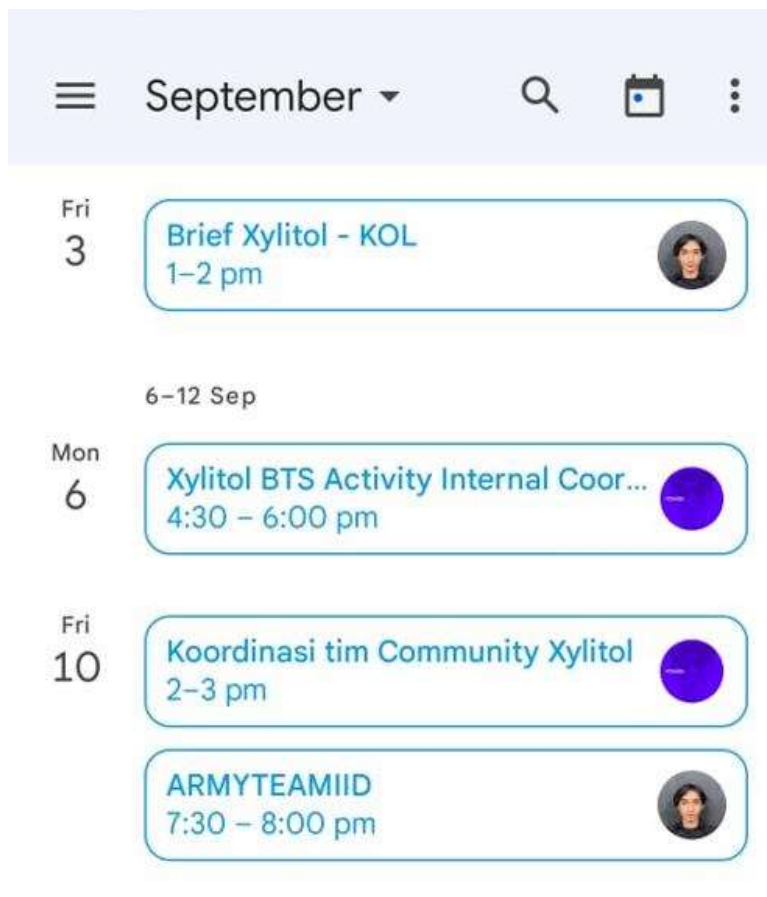 September
Fri
3
Brief Xylitol - KOL
1–2 pm
6–12 Sep
Mon
6
Xylitol BTS Activity Internal Coor...
4:30 – 6:00 pm
Fri
10
Koordinasi tim Community Xylitol
2–3 pm
ARMYTEAMIID
7:30 – 8:00 pm